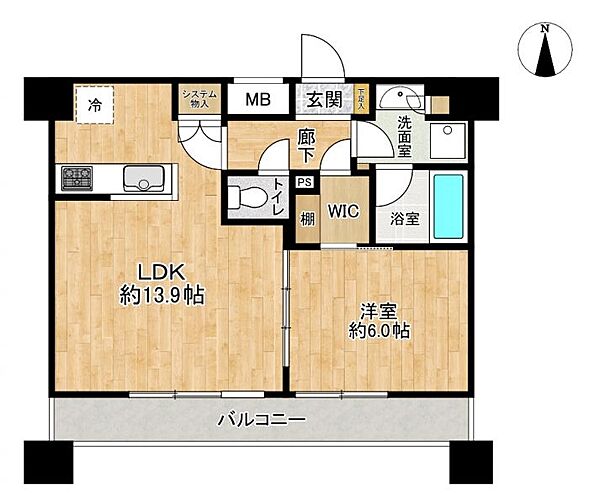 N
冷
システム
物入
MB
玄関
下足入
洗面室
廊下
トイレ
PS
棚
WIC
浴室
LDK
約13.9帖
洋室
約6.0帖
バルコニー